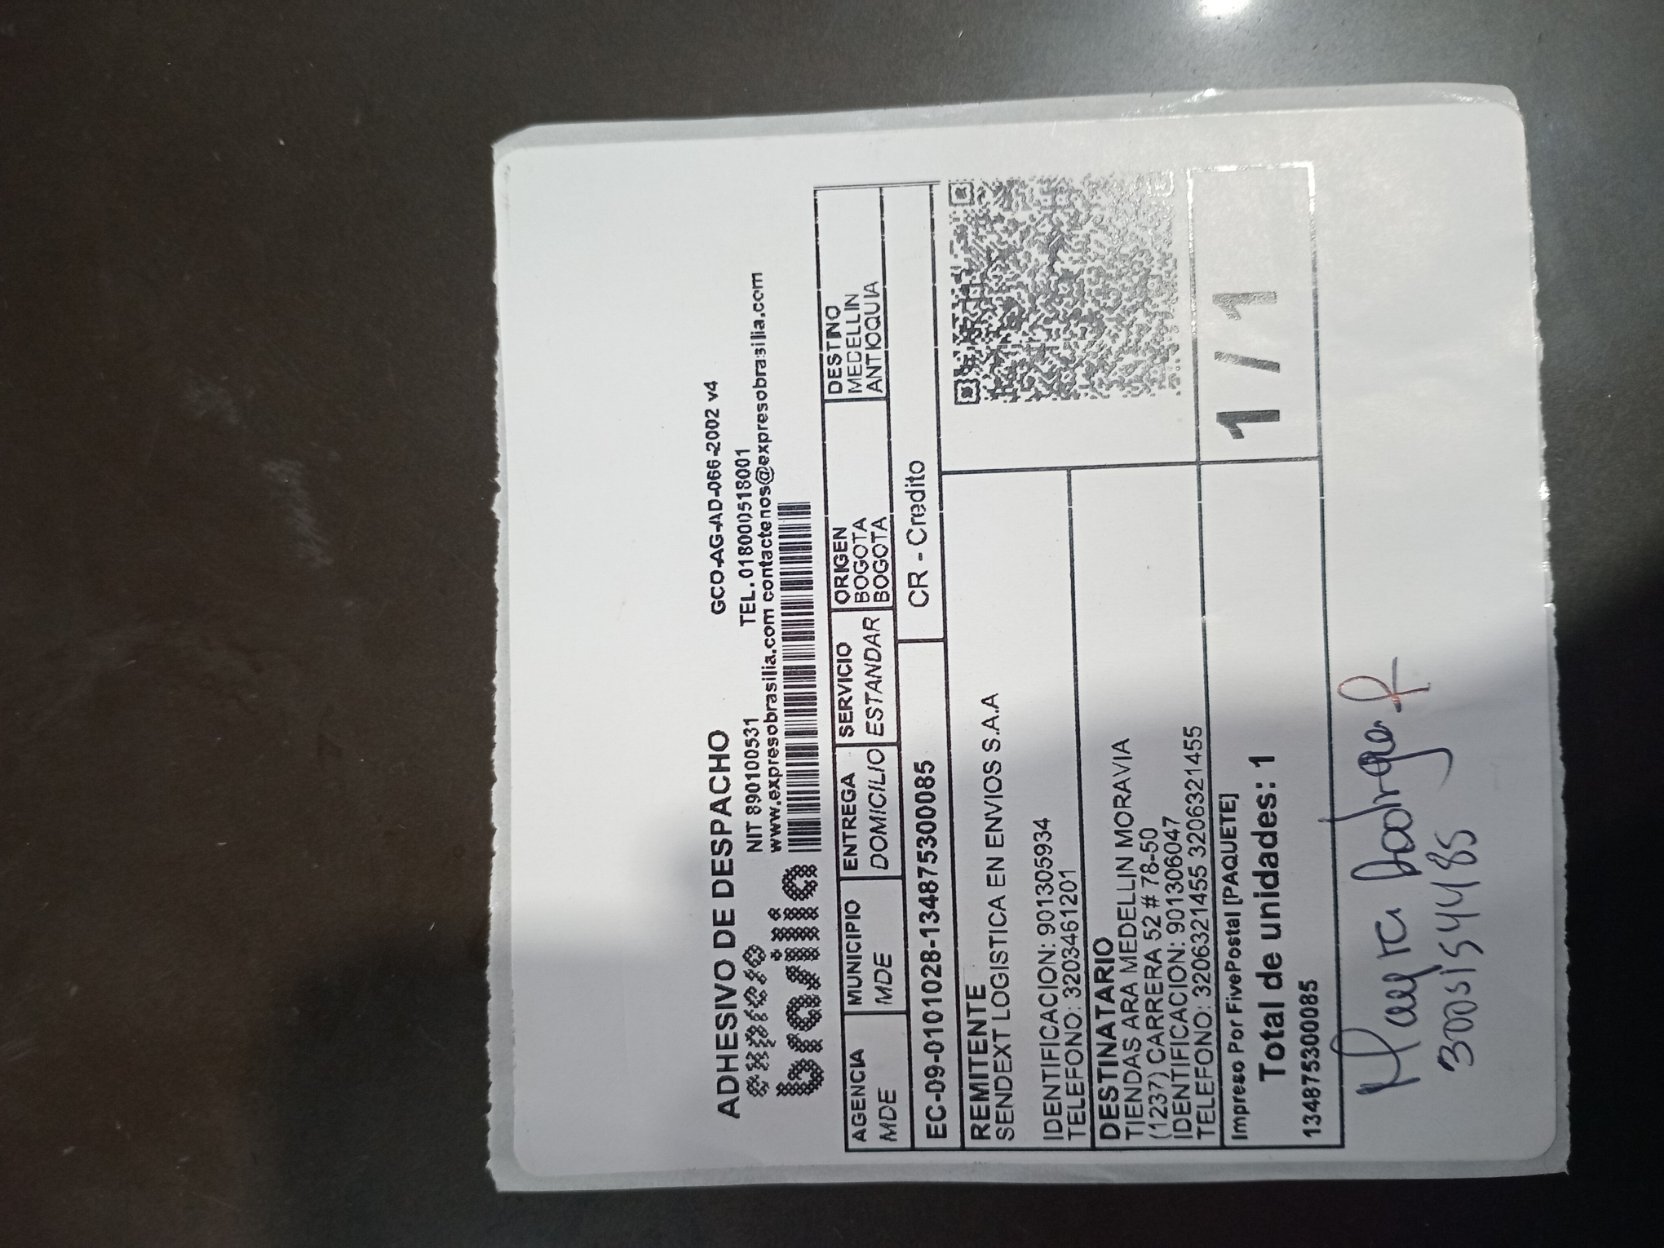 ADHESIVO DE DESPACHO GCO-AG-AD-066-2002 v4
expreso brasilia
NIT 890100531 TEL. 018000518001
www.expresobrasilia.com contactenos@expresobrasilia.com
AGENCIA MUNICIPIO ENTREGA SERVICIO ORIGEN DESTINO
MDE MDE DOMICILIO ESTANDAR BOGOTA MEDELLIN
BOGOTA ANTIOQUIA
EC-09-0101028-134875300085 CR - Credito
REMITENTE
SENDEXT LOGISTICA EN ENVIOS S.A.A
IDENTIFICACION: 901305934
TELEFONO: 3203461201
DESTINATARIO
TIENDAS ARA MEDELLIN MORAVIA
(1237) CARRERA 52 # 78-50
IDENTIFICACION: 901306047
TELEFONO: 3206321455 3206321455
Impreso Por FivePostal [PAQUETE]
Total de unidades: 1 1 / 1
134875300085
3005154485